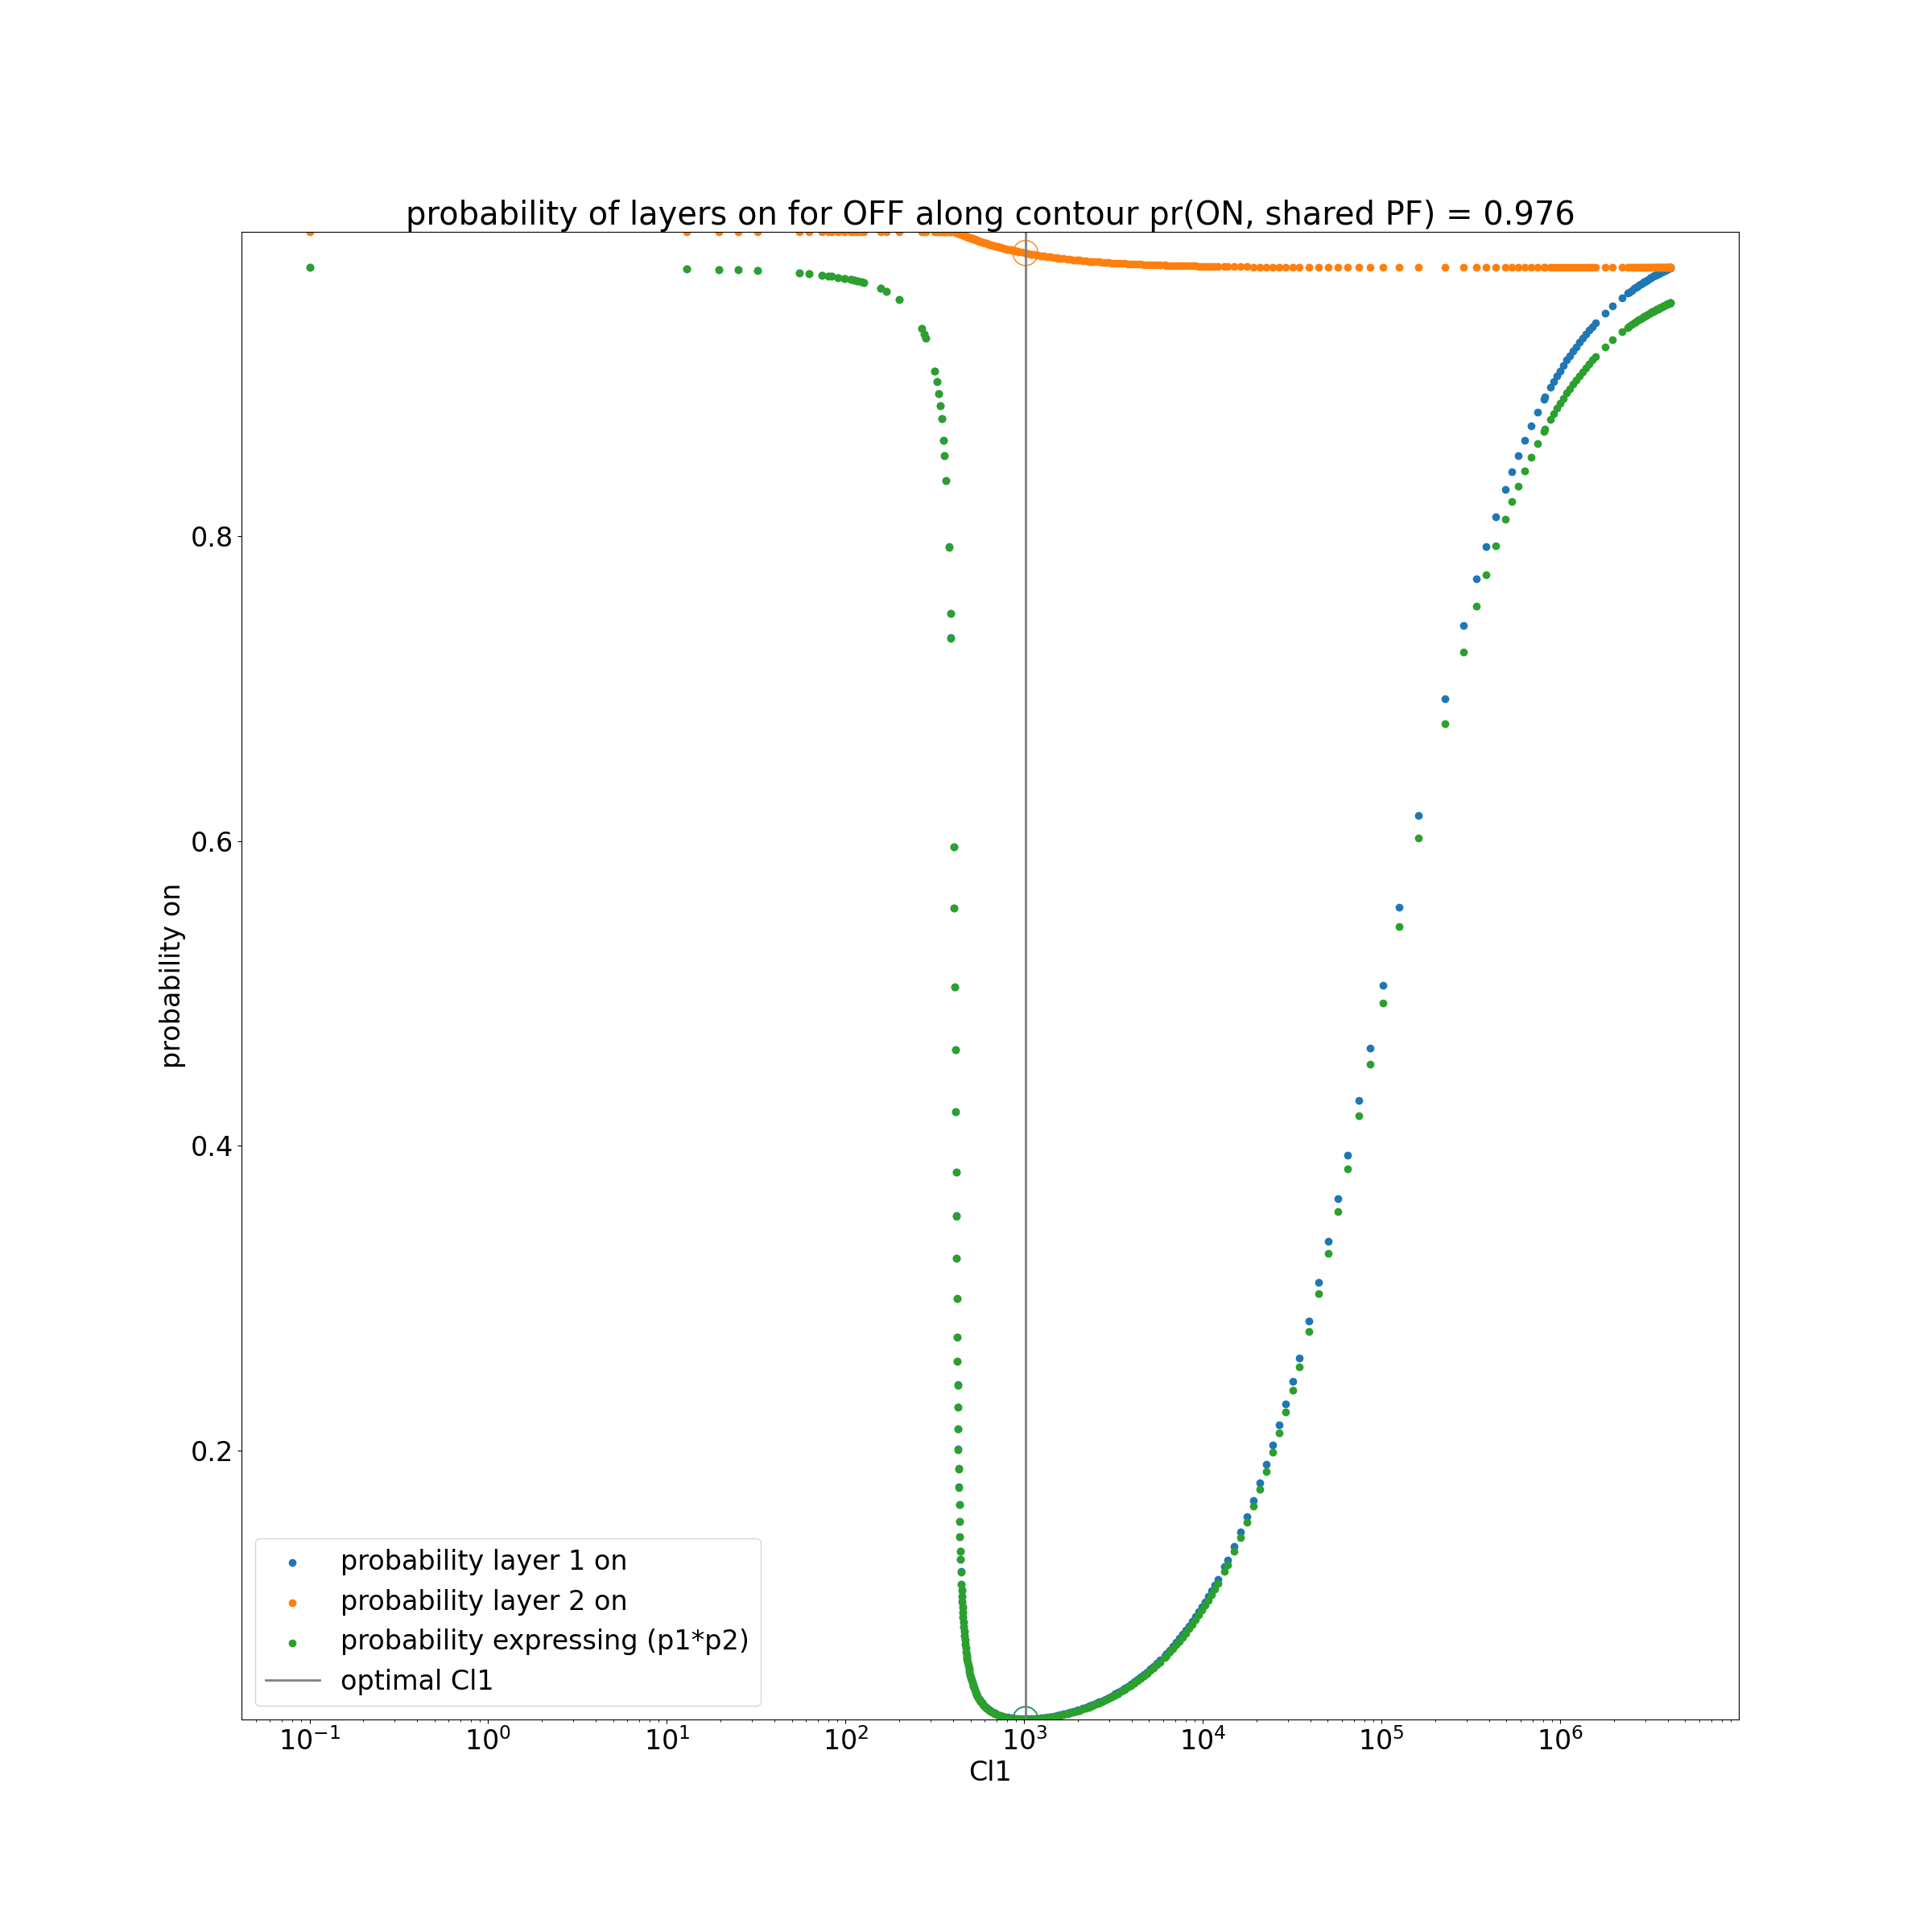 probability of layers on for OFF along contour pr(ON, shared PF) = 0.976
probability on
0.8
0.6
0.4
0.2
probability layer 1 on
probability layer 2 on
probability expressing (p1*p2)
optimal Cl1
10⁻¹ 10⁰ 10¹ 10² 10³ 10⁴ 10⁵ 10⁶
Cl1